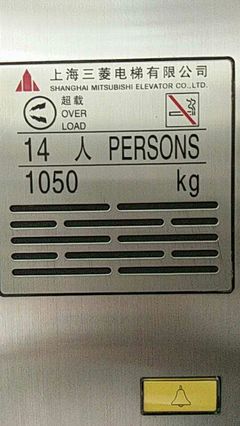 上海三菱电梯有限公司
SHANGHAI MITSUBISHI ELEVATOR CO.,LTD.
超载
OVER
LOAD
14 人 PERSONS
1050 kg